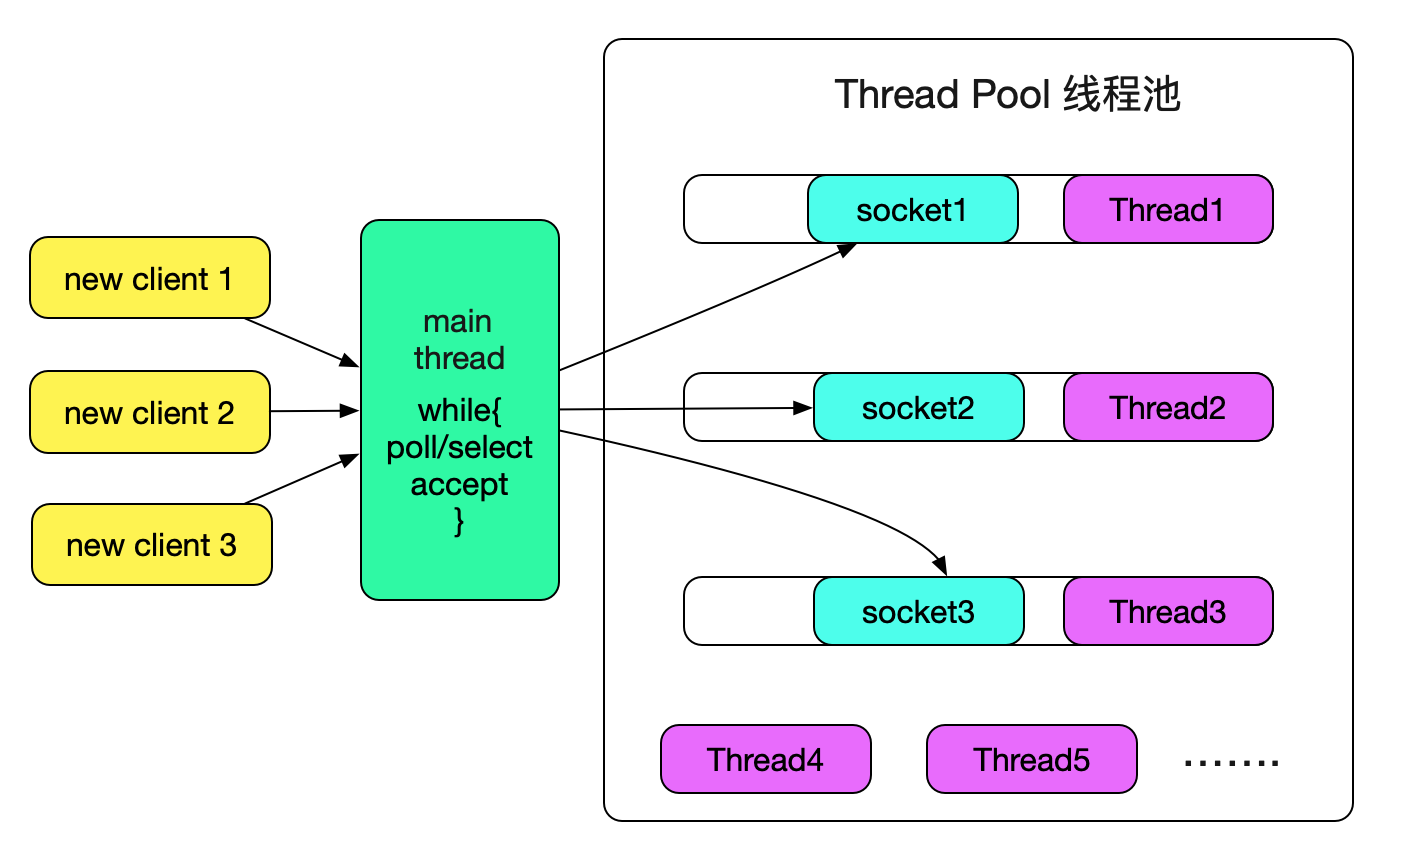 Thread Pool 线程池
socket1
Thread1
new client 1
main
thread
while{
poll/select
accept
}
new client 2
socket2
Thread2
new client 3
socket3
Thread3
Thread4
Thread5
.......